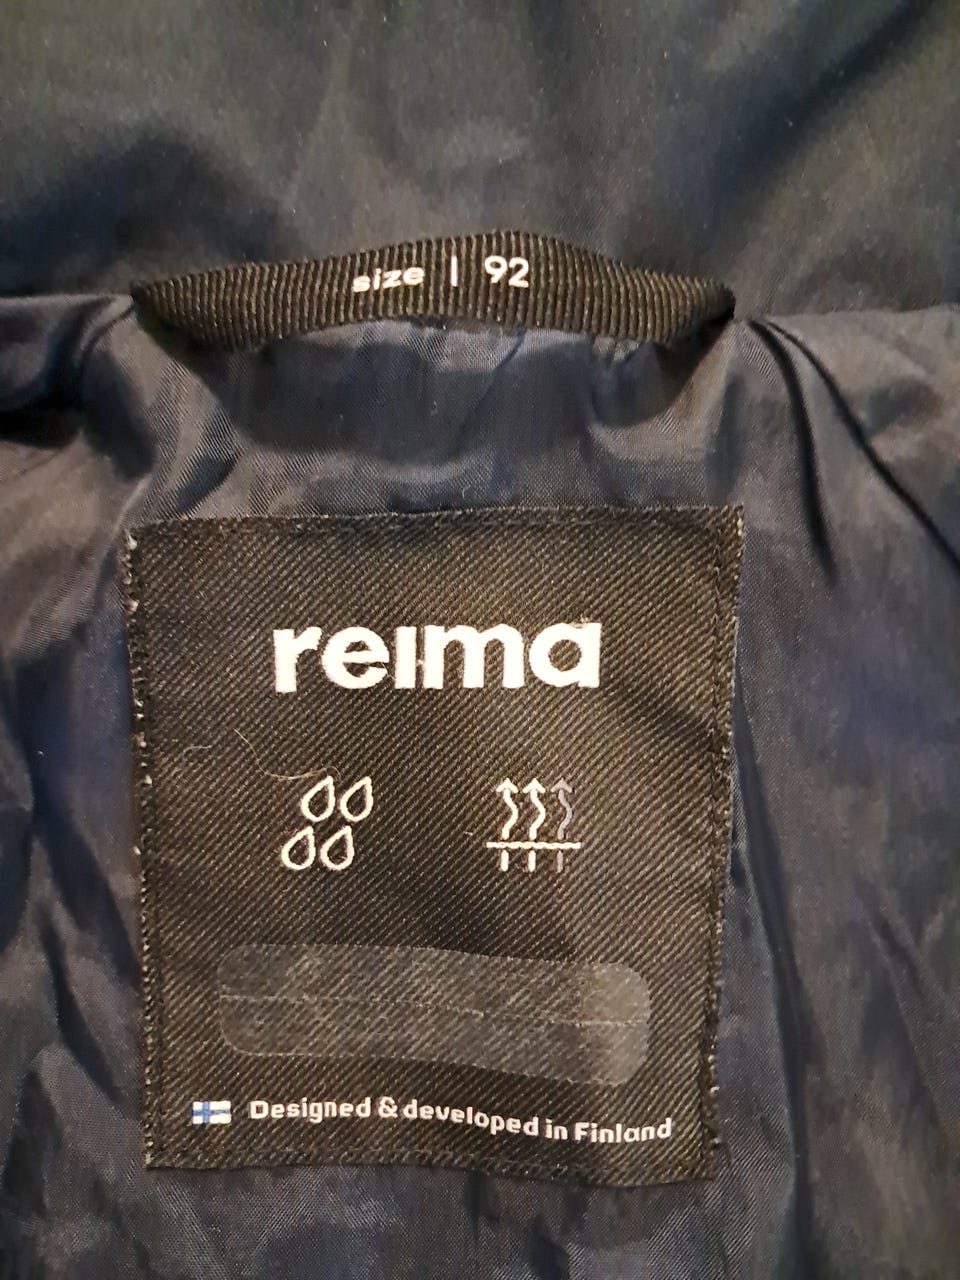 size | 92
reima
Designed & developed in Finland